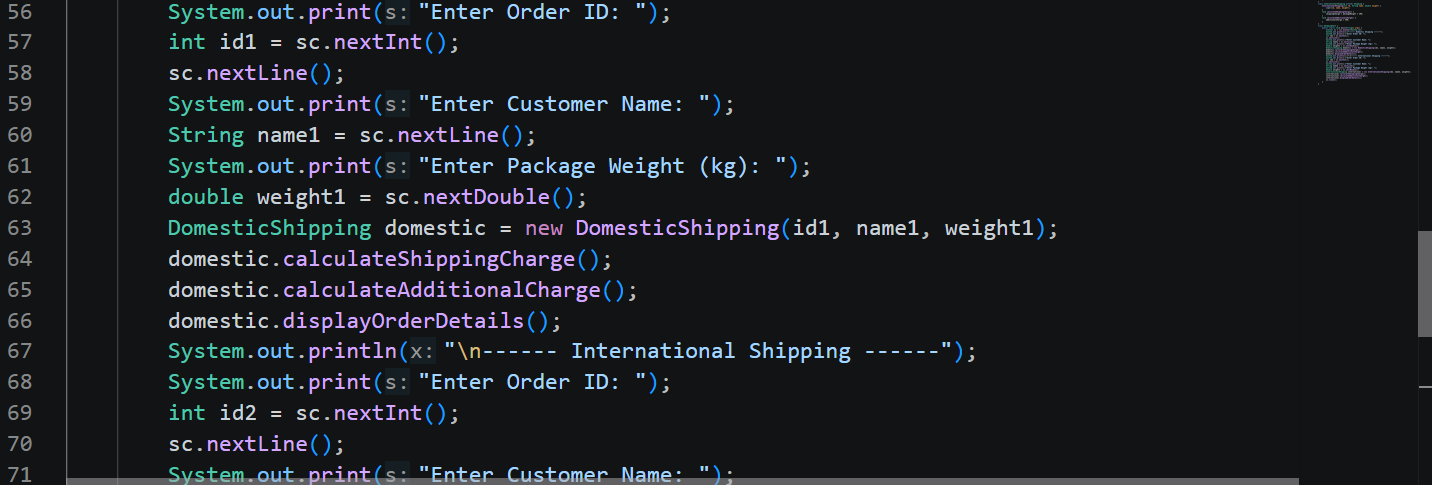 56 System.out.print(s: "Enter Order ID: ");
57 int id1 = sc.nextInt();
58 sc.nextLine();
59 System.out.print(s: "Enter Customer Name: ");
60 String name1 = sc.nextLine();
61 System.out.print(s: "Enter Package Weight (kg): ");
62 double weight1 = sc.nextDouble();
63 DomesticShipping domestic = new DomesticShipping(id1, name1, weight1);
64 domestic.calculateShippingCharge();
65 domestic.calculateAdditionalCharge();
66 domestic.displayOrderDetails();
67 System.out.println(x: "\n------ International Shipping ------");
68 System.out.print(s: "Enter Order ID: ");
69 int id2 = sc.nextInt();
70 sc.nextLine();
71 System.out.print(s: "Enter Customer Name: ");